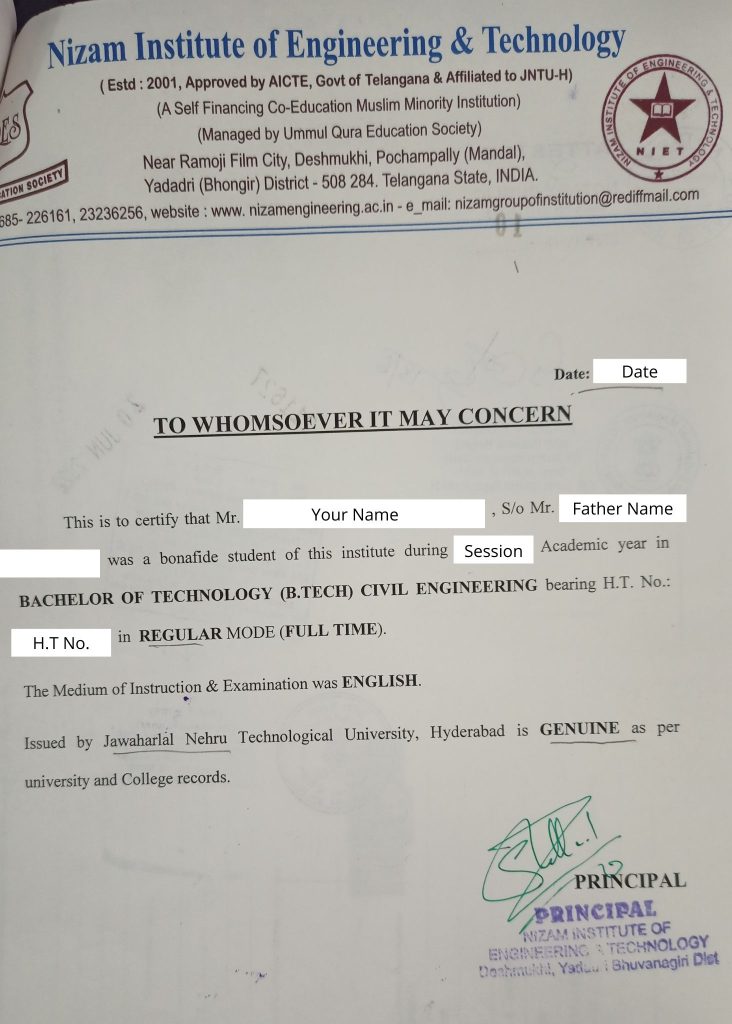 Nizam Institute of Engineering & Technology
( Estd : 2001, Approved by AICTE, Govt of Telangana & Affiliated to JNTU-H)
(A Self Financing Co-Education Muslim Minority Institution)
(Managed by Ummul Qura Education Society)
Near Ramoji Film City, Deshmukhi, Pochampally (Mandal),
Yadadri (Bhongir) District - 508 284. Telangana State, INDIA.
685- 226161, 23236256, website : www. nizamengineering.ac.in - e_mail: nizamgroupofinstitution@rediffmail.com
ES
ATION SOCIETY
NIZAM INSTITUTE OF ENGINEERING & TECHNOLOGY
NIET
Date: Date
TO WHOMSOEVER IT MAY CONCERN
This is to certify that Mr. Your Name , S/o Mr. Father Name
was a bonafide student of this institute during Session Academic year in
BACHELOR OF TECHNOLOGY (B.TECH) CIVIL ENGINEERING bearing H.T. No.:
H.T No. in REGULAR MODE (FULL TIME).
The Medium of Instruction & Examination was ENGLISH.
Issued by Jawaharlal Nehru Technological University, Hyderabad is GENUINE as per
university and College records.
PRINCIPAL
PRINCIPAL
NIZAM INSTITUTE OF
ENGINEERING & TECHNOLOGY
Deshmukhi, Bhuvanagiri Dist